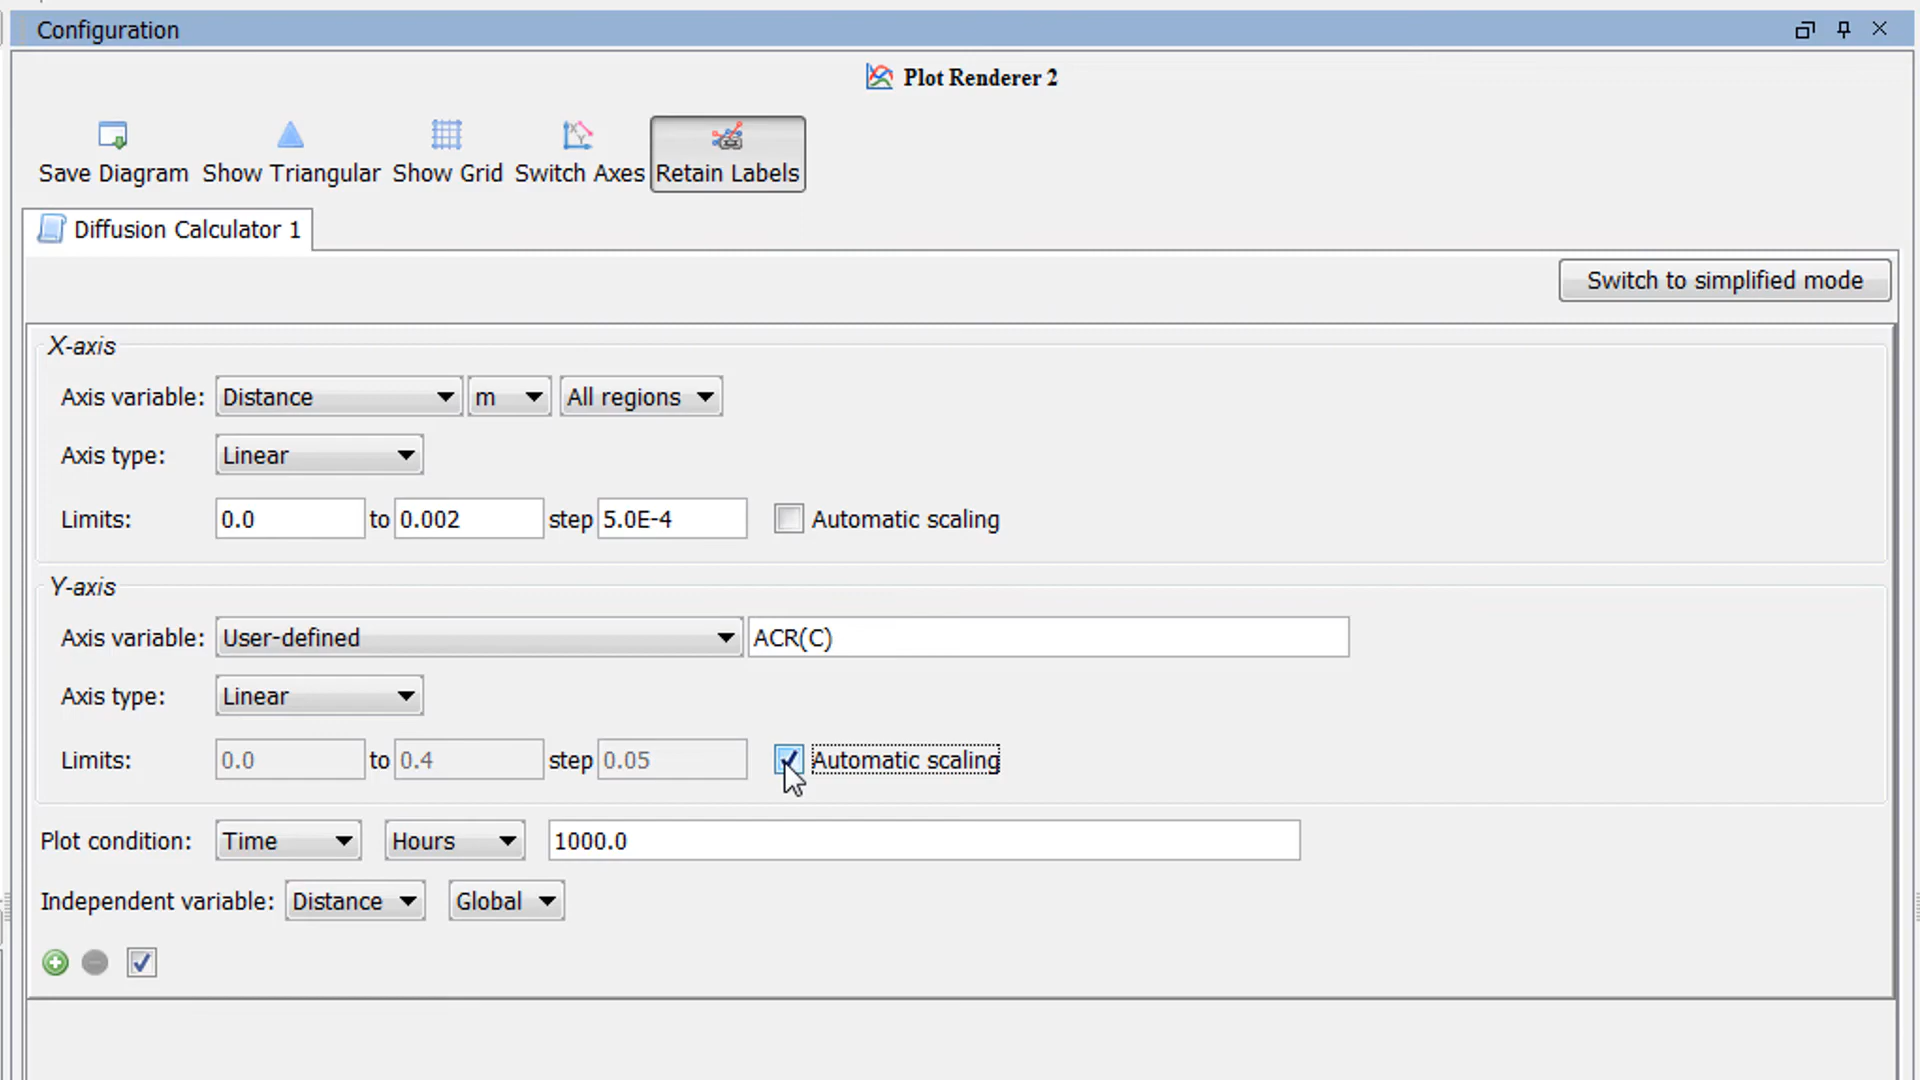 Configuration
Plot Renderer 2
Save Diagram Show Triangular Show Grid Switch Axes Retain Labels
Diffusion Calculator 1
Switch to simplified mode
X-axis
Axis variable: Distance m All regions
Axis type: Linear
Limits: 0.0 to 0.002 step 5.0E-4 Automatic scaling
Y-axis
Axis variable: User-defined ACR(C)
Axis type: Linear
Limits: 0.0 to 0.4 step 0.05 Automatic scaling
Plot condition: Time Hours 1000.0
Independent variable: Distance Global